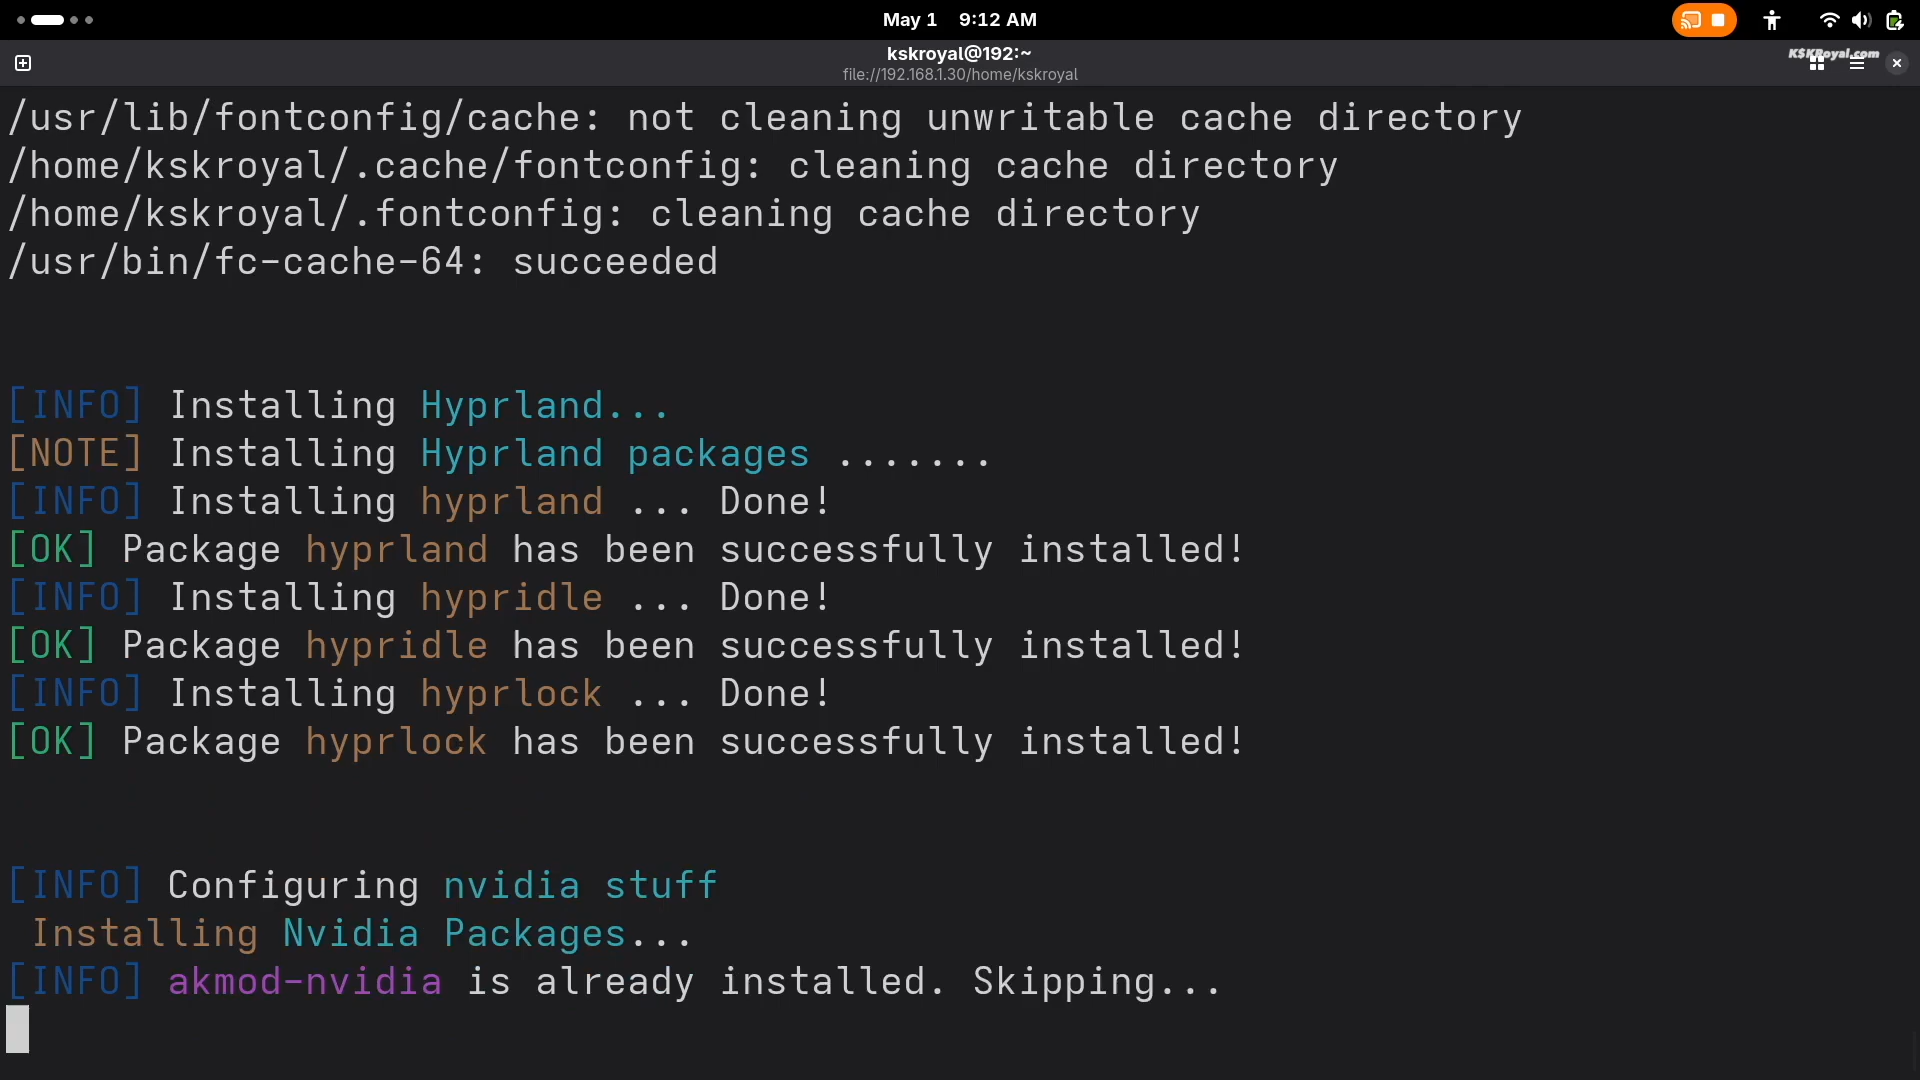 May 1 9:12 AM
kskroyal@192:~
file://192.168.1.30/home/kskroyal
KSKRoyal.com
/usr/lib/fontconfig/cache: not cleaning unwritable cache directory
/home/kskroyal/.cache/fontconfig: cleaning cache directory
/home/kskroyal/.fontconfig: cleaning cache directory
/usr/bin/fc-cache-64: succeeded
[INFO] Installing Hyprland...
[NOTE] Installing Hyprland packages .......
[INFO] Installing hyprland ... Done!
[OK] Package hyprland has been successfully installed!
[INFO] Installing hypridle ... Done!
[OK] Package hypridle has been successfully installed!
[INFO] Installing hyprlock ... Done!
[OK] Package hyprlock has been successfully installed!
[INFO] Configuring nvidia stuff
Installing Nvidia Packages...
[INFO] akmod-nvidia is already installed. Skipping...